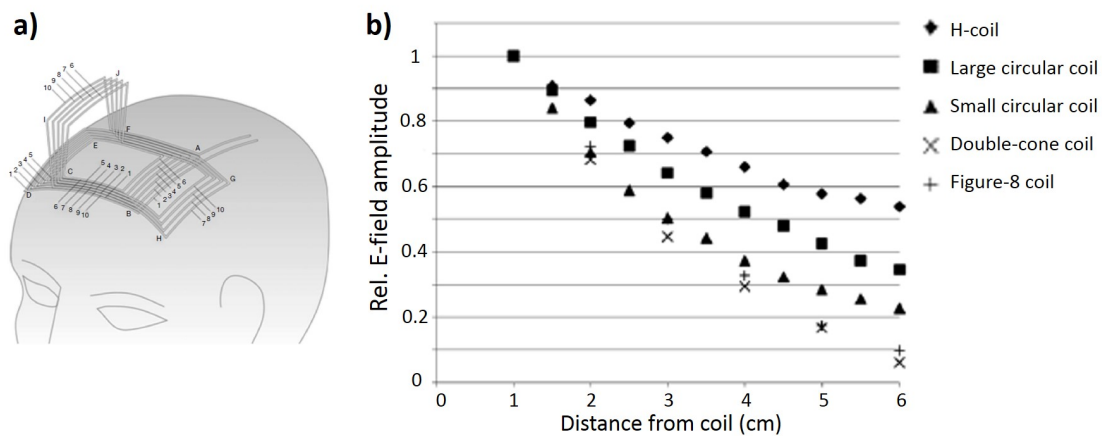 a)
J
6
7
8
9
10
I
F
A
E
5
4
3
2
1
C
5 4 3 2 1
D
6 7 8 9 10
B
6
5
4
3
2
1
G
10
9
8
7
H
b)
Rel. E-field amplitude
1
0.8
0.6
0.4
0.2
0
0 1 2 3 4 5 6
Distance from coil (cm)
H-coil
Large circular coil
Small circular coil
Double-cone coil
Figure-8 coil